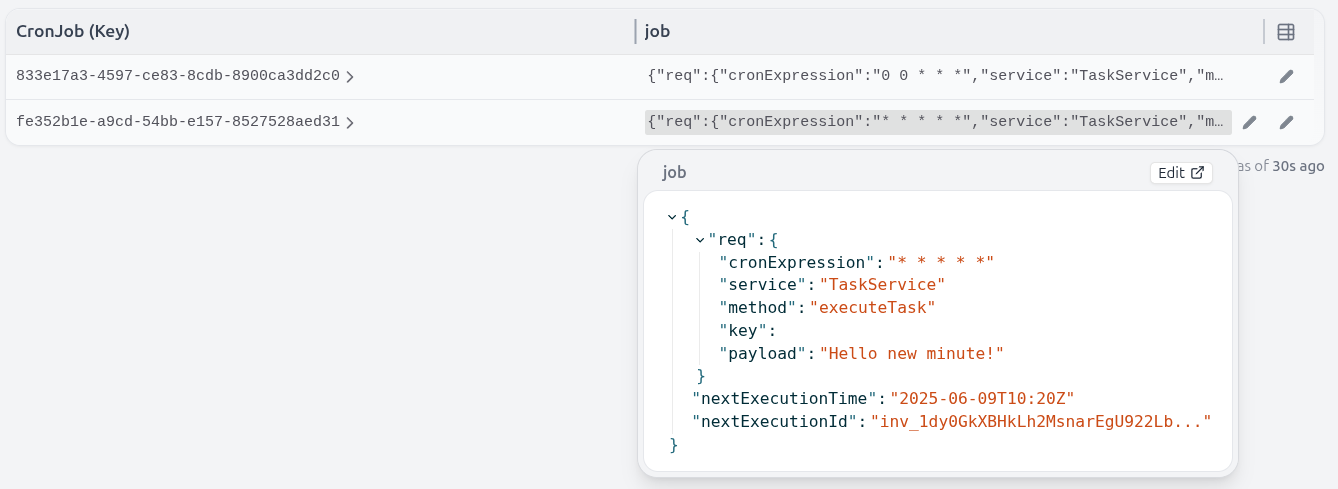 CronJob (Key) job
833e17a3-4597-ce83-8cdb-8900ca3dd2c0 {"req":{"cronExpression":"0 0 * * *","service":"TaskService","m…
fe352b1e-a9cd-54bb-e157-8527528aed31 {"req":{"cronExpression":"* * * * *","service":"TaskService","m…
as of 30s ago
job Edit
{
"req":{
"cronExpression":"* * * * *"
"service":"TaskService"
"method":"executeTask"
"key":
"payload":"Hello new minute!"
}
"nextExecutionTime":"2025-06-09T10:20Z"
"nextExecutionId":"inv_1dy0GkXBHkLh2MsnarEgU922Lb..."
}